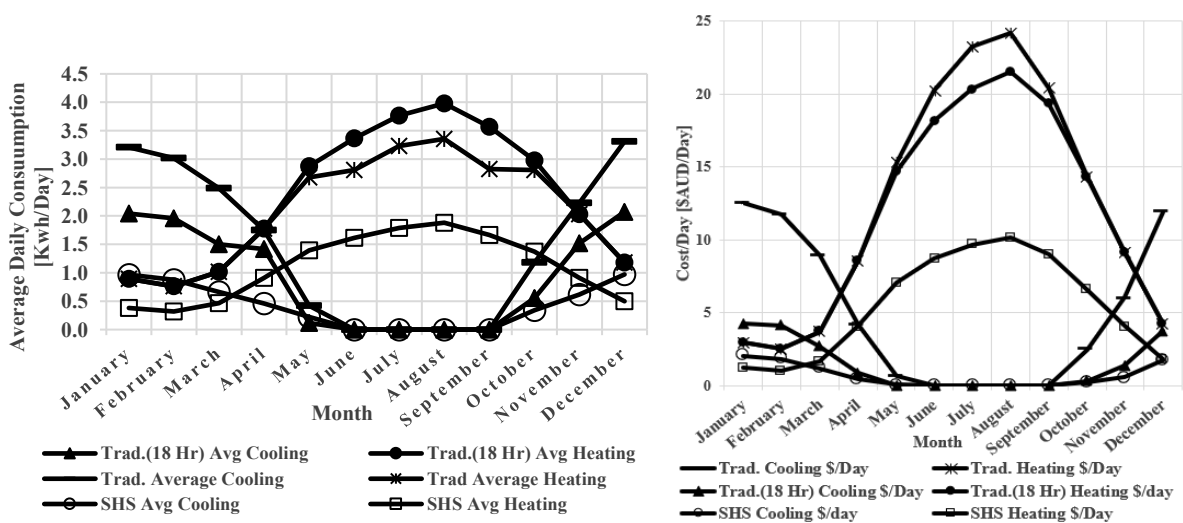 Average Daily Consuumption
[Kwh/Day]
4.5
4.0
3.5
3.0
2.5
2.0
1.5
1.0
0.5
0.0
January
February
March
April
May
June
July
August
September
October
November
December
Month
Trad.(18 Hr) Avg Cooling
Trad.(18 Hr) Avg Heating
Trad. Average Cooling
Trad Average Heating
SHS Avg Cooling
SHS Avg Heating
Cost/Day [$AUD/Day]
25
20
15
10
5
0
January
February
March
April
May
June
July
August
September
October
November
December
Month
Trad. Cooling $/Day
Trad. Heating $/Day
Trad.(18 Hr) Cooling $/Day
Trad.(18 Hr) Heating $/day
SHS Cooling $/day
SHS Heating $/Day